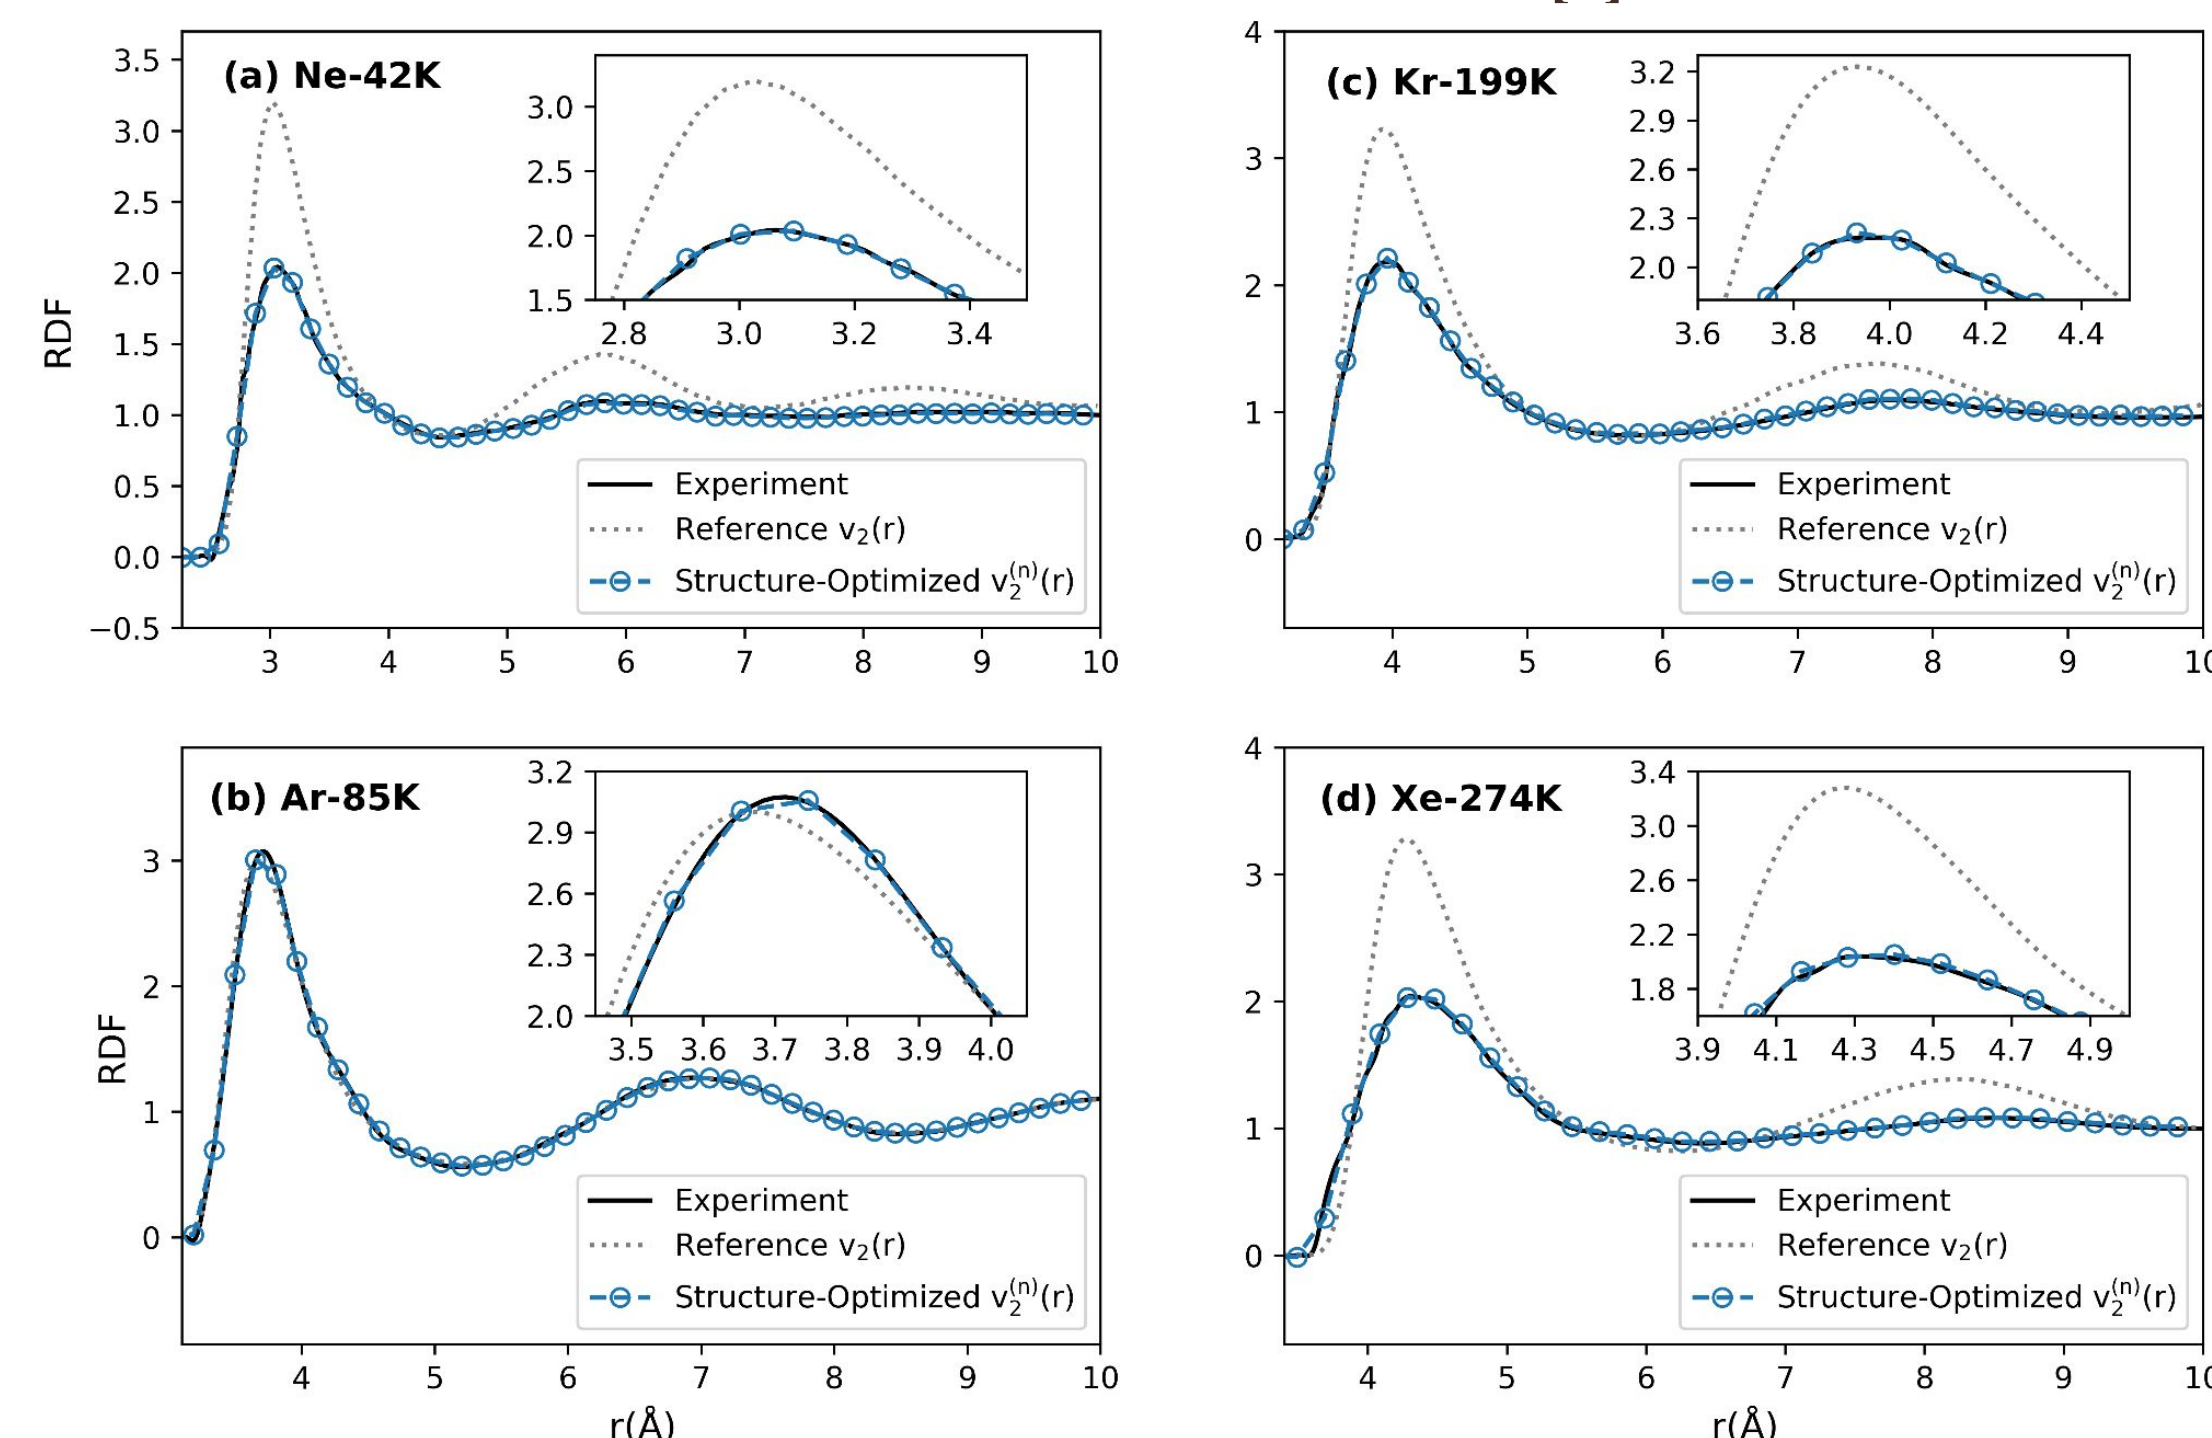 (a) Ne-42K
RDF
3.5
3.0
2.5
2.0
1.5
1.0
0.5
0.0
−0.5
3 4 5 6 7 8 9 10
3.0
2.5
2.0
1.5
2.8 3.0 3.2 3.4
Experiment
Reference v₂(r)
Structure-Optimized v₂⁽ⁿ⁾(r)
(c) Kr-199K
4
3
2
1
0
4 5 6 7 8 9 10
3.2
2.9
2.6
2.3
2.0
3.6 3.8 4.0 4.2 4.4
Experiment
Reference v₂(r)
Structure-Optimized v₂⁽ⁿ⁾(r)
(b) Ar-85K
RDF
3
2
1
0
4 5 6 7 8 9 10
r(Å)
3.2
2.9
2.6
2.3
2.0
3.5 3.6 3.7 3.8 3.9 4.0
Experiment
Reference v₂(r)
Structure-Optimized v₂⁽ⁿ⁾(r)
(d) Xe-274K
4
3
2
1
0
4 5 6 7 8 9 10
r(Å)
3.4
3.0
2.6
2.2
1.8
3.9 4.1 4.3 4.5 4.7 4.9
Experiment
Reference v₂(r)
Structure-Optimized v₂⁽ⁿ⁾(r)